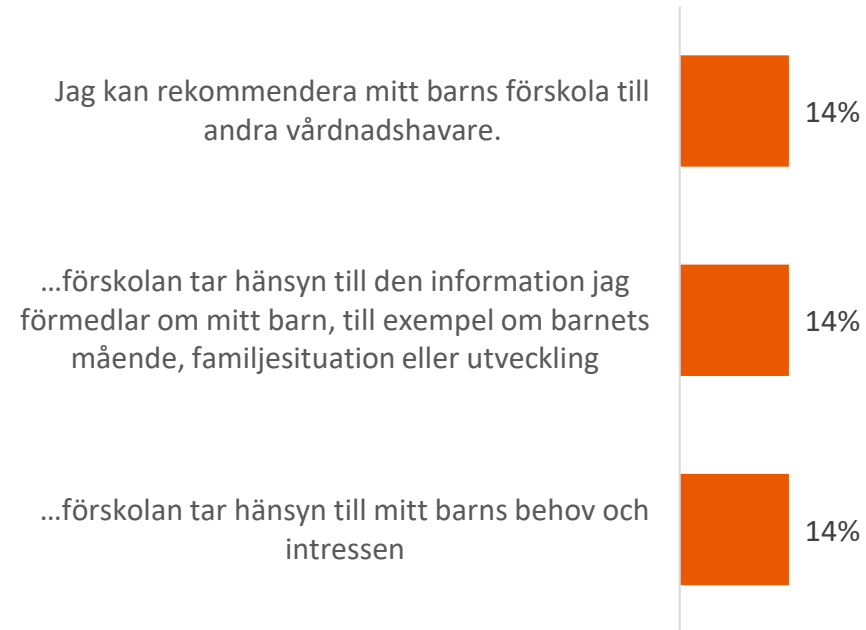 Jag kan rekommendera mitt barns förskola till
andra vårdnadshavare.
14%
…förskolan tar hänsyn till den information jag
förmedlar om mitt barn, till exempel om barnets
mående, familjesituation eller utveckling
14%
…förskolan tar hänsyn till mitt barns behov och
intressen
14%